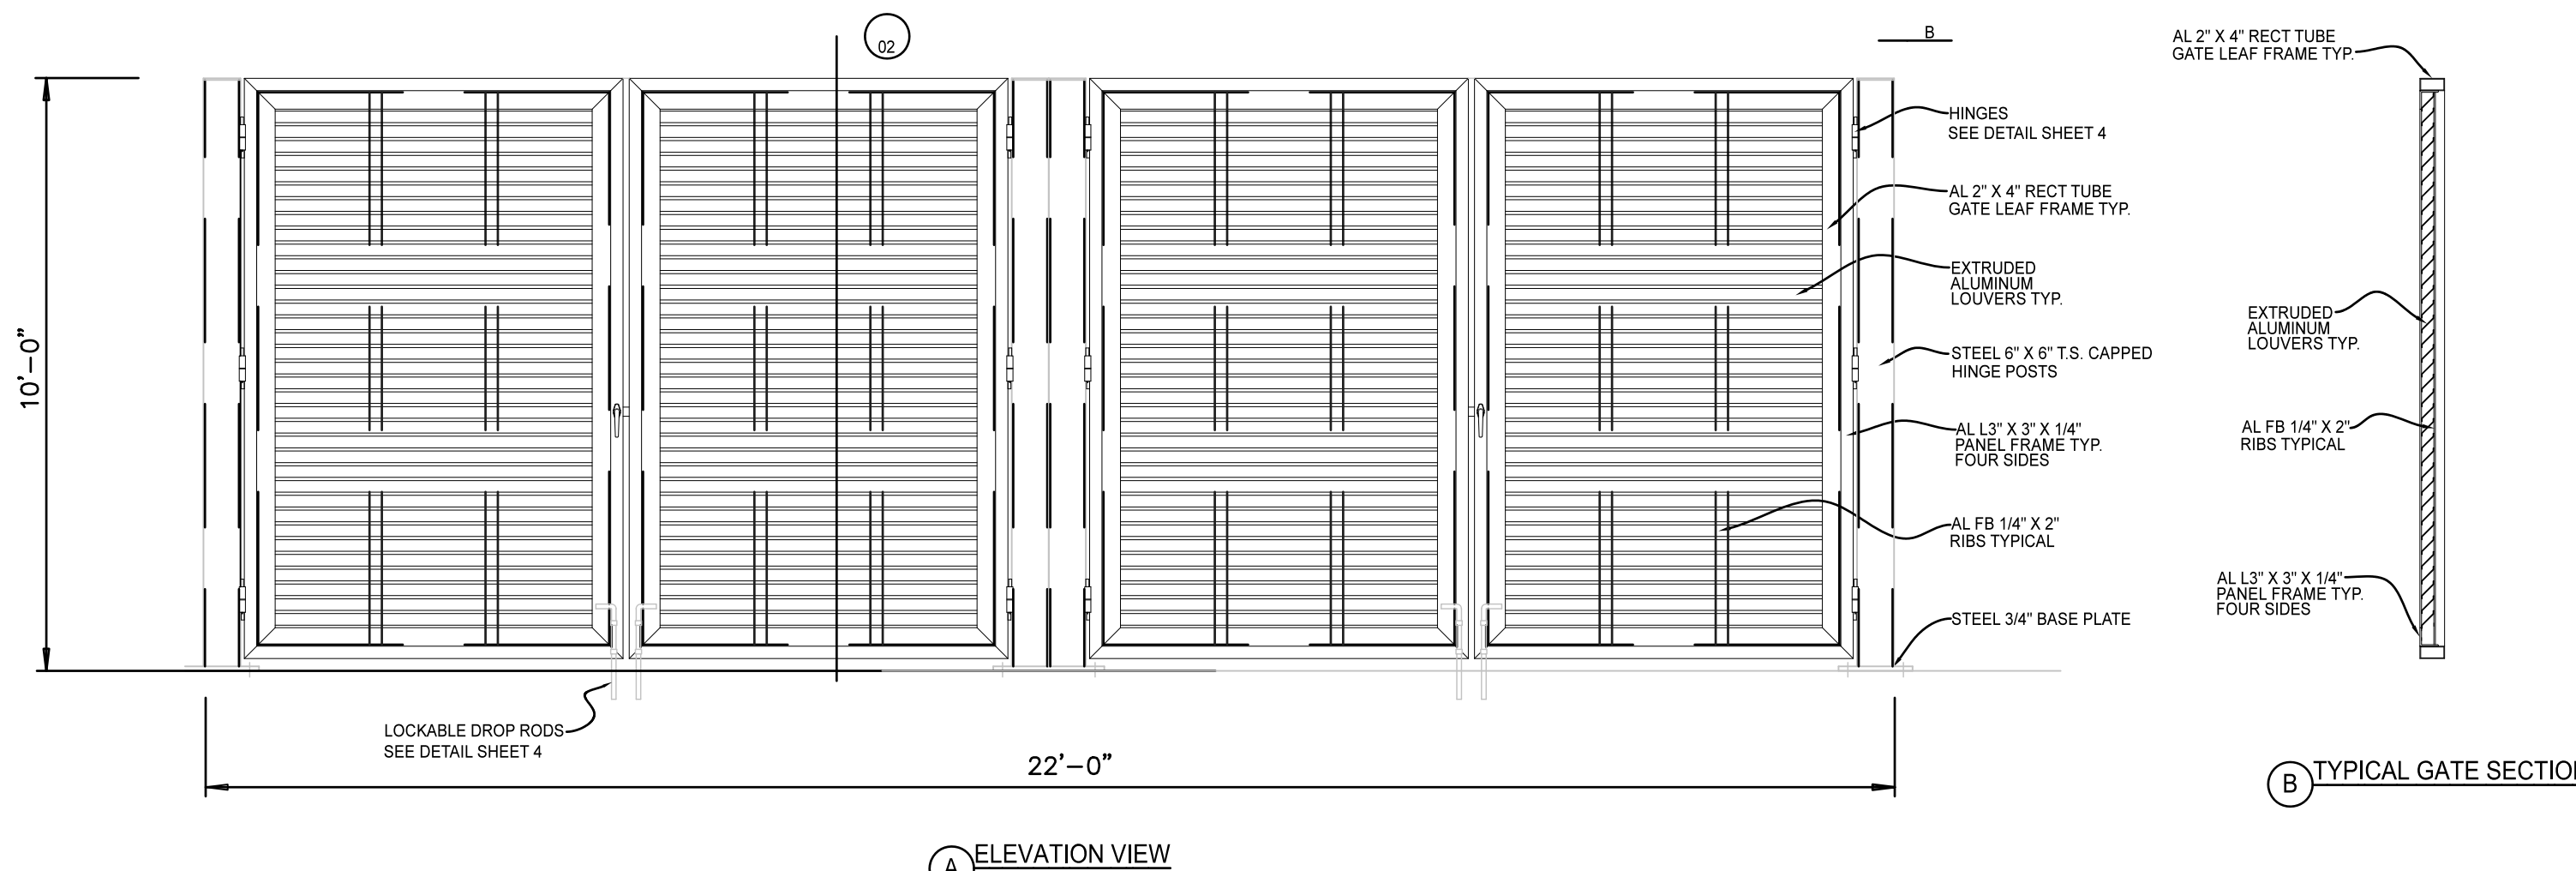 02
B
10'-0"
HINGES
SEE DETAIL SHEET 4
AL 2" X 4" RECT TUBE
GATE LEAF FRAME TYP.
EXTRUDED
ALUMINUM
LOUVERS TYP.
STEEL 6" X 6" T.S. CAPPED
HINGE POSTS
AL L3" X 3" X 1/4"
PANEL FRAME TYP.
FOUR SIDES
AL FB 1/4" X 2"
RIBS TYPICAL
STEEL 3/4" BASE PLATE
LOCKABLE DROP RODS
SEE DETAIL SHEET 4
22'-0"
A ELEVATION VIEW
AL 2" X 4" RECT TUBE
GATE LEAF FRAME TYP.
EXTRUDED
ALUMINUM
LOUVERS TYP.
AL FB 1/4" X 2"
RIBS TYPICAL
AL L3" X 3" X 1/4"
PANEL FRAME TYP.
FOUR SIDES
B TYPICAL GATE SECTION